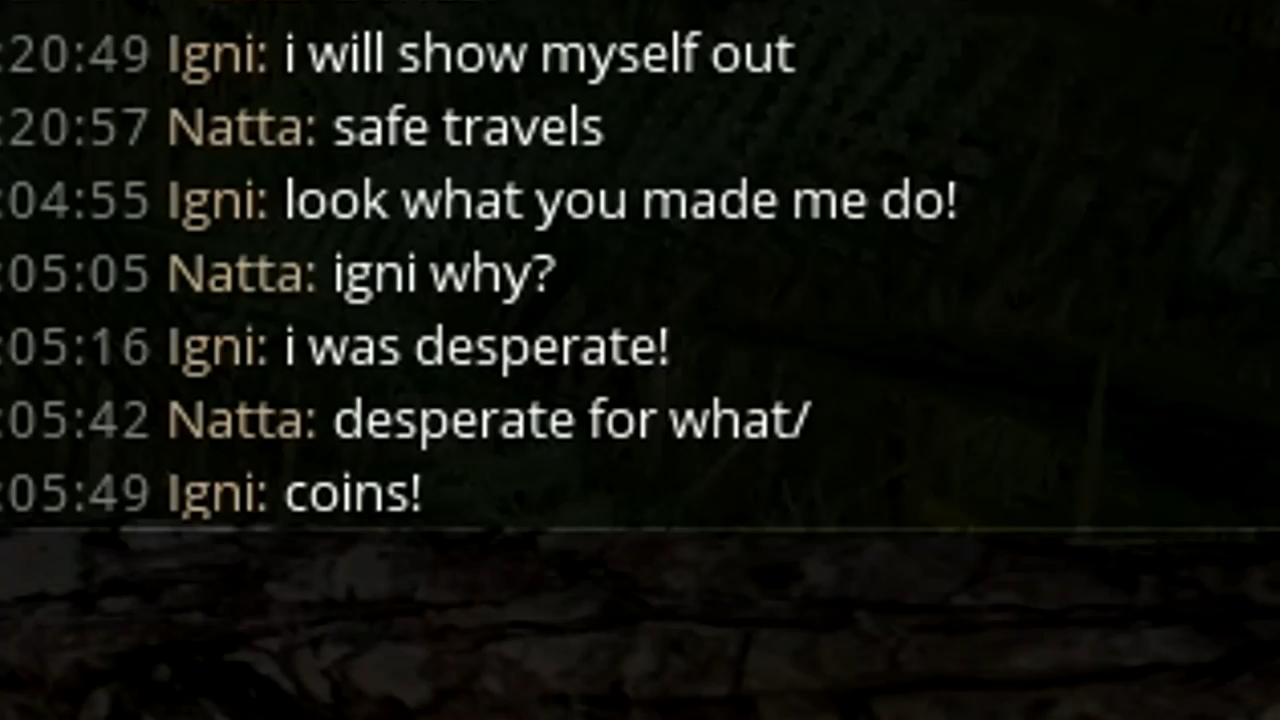 :20:49 Igni: i will show myself out
:20:57 Natta: safe travels
:04:55 Igni: look what you made me do!
:05:05 Natta: igni why?
:05:16 Igni: i was desperate!
:05:42 Natta: desperate for what/
:05:49 Igni: coins!